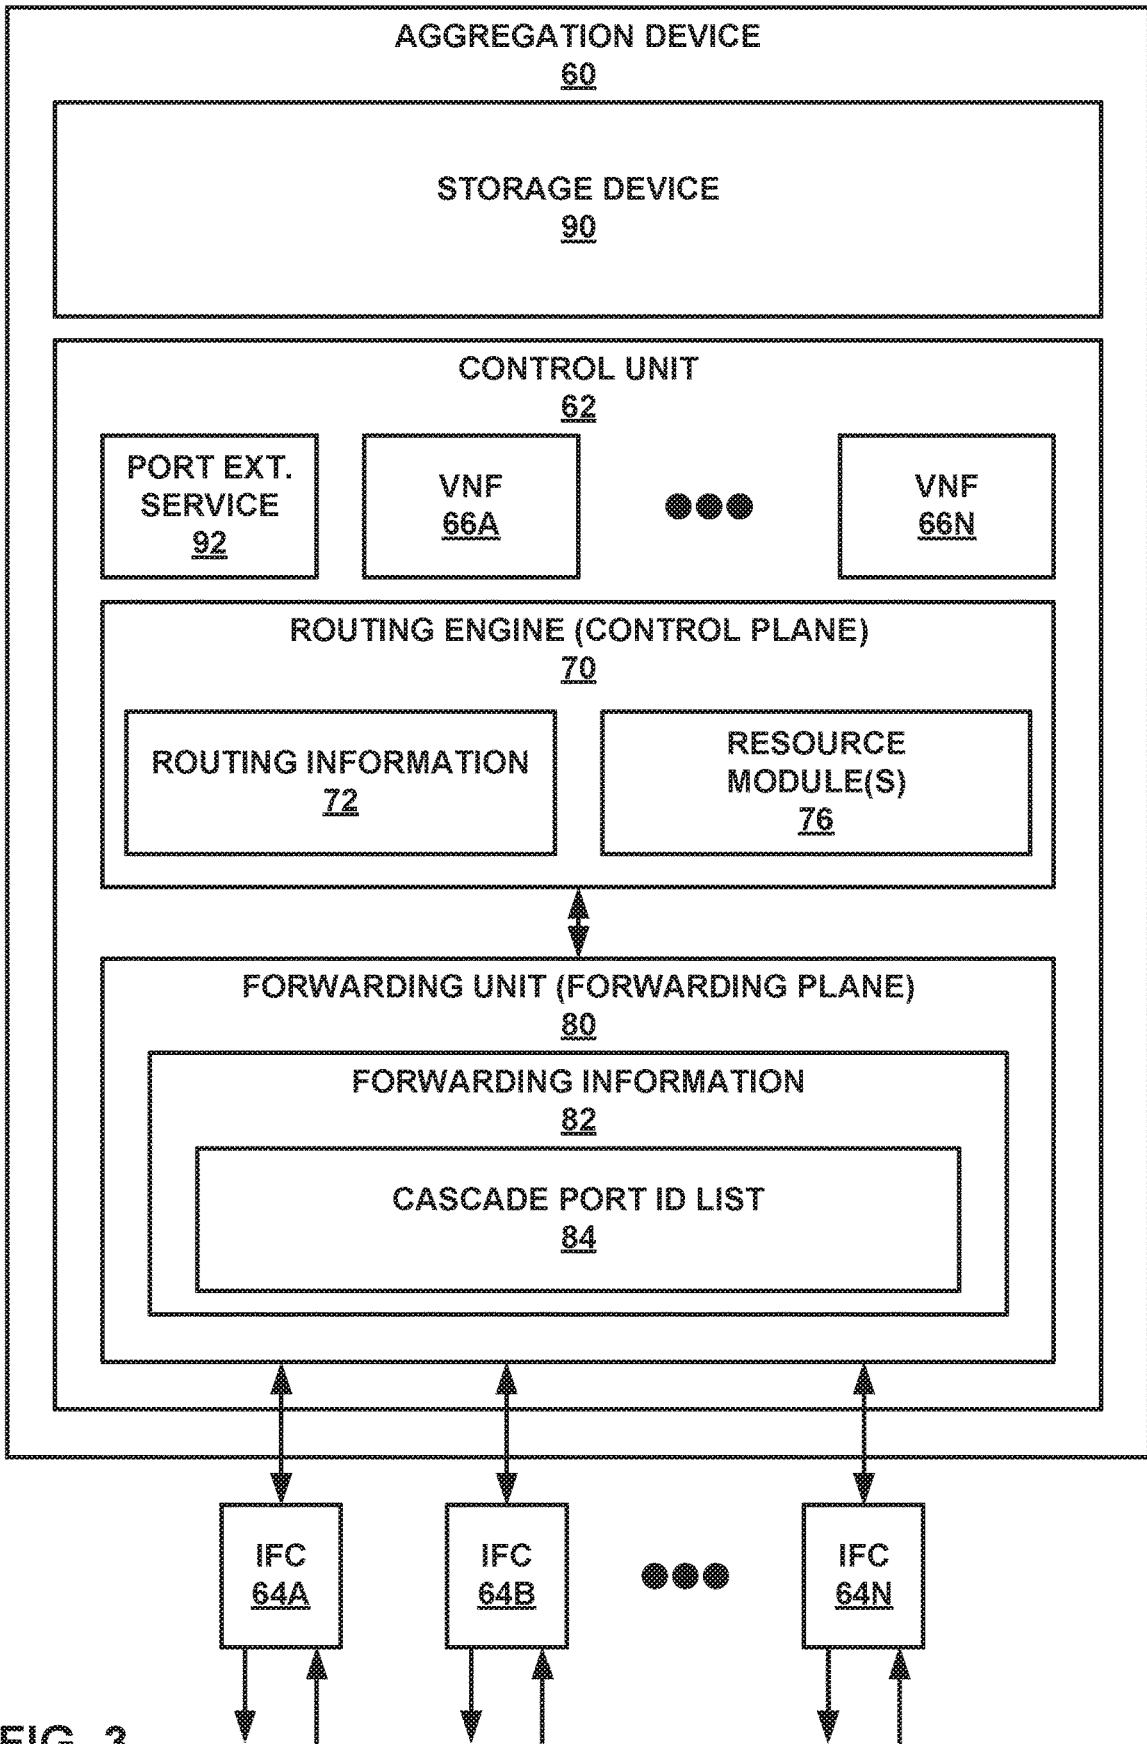 AGGREGATION DEVICE
60
STORAGE DEVICE
90
CONTROL UNIT
62
PORT EXT.
SERVICE
92
VNF
66A
VNF
66N
ROUTING ENGINE (CONTROL PLANE)
70
ROUTING INFORMATION
72
RESOURCE
MODULE(S)
76
FORWARDING UNIT (FORWARDING PLANE)
80
FORWARDING INFORMATION
82
CASCADE PORT ID LIST
84
IFC
64A
IFC
64B
IFC
64N
FIG. 3